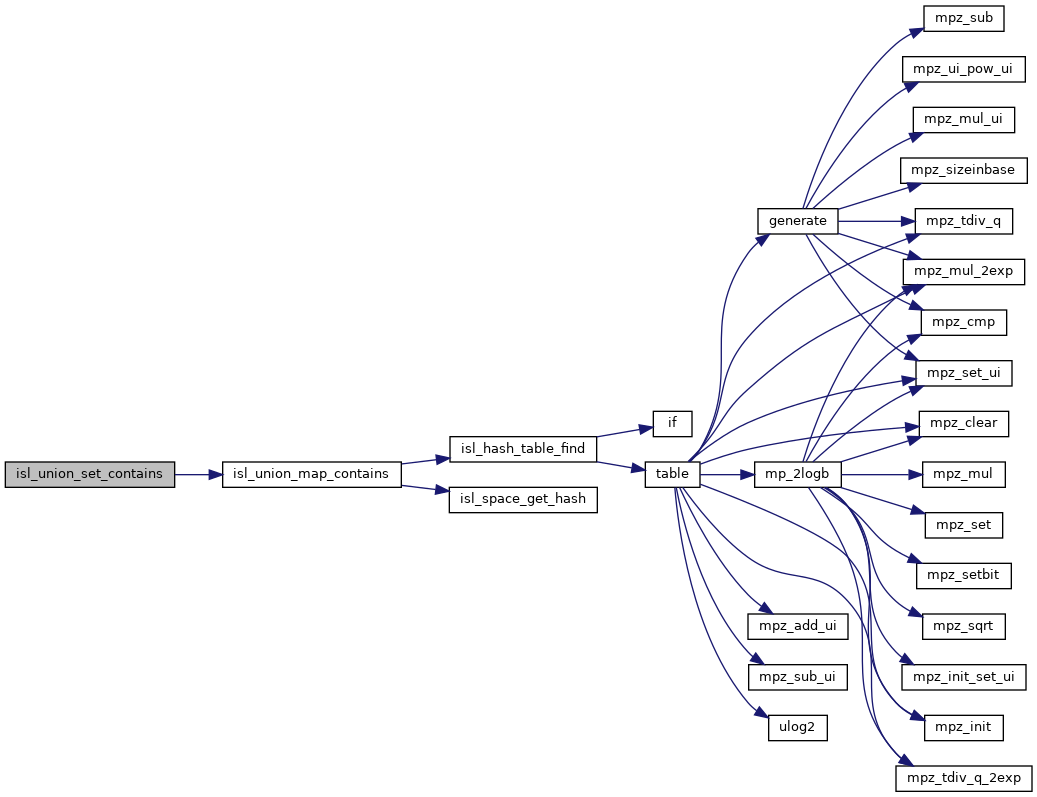 isl_union_set_contains
isl_union_map_contains
isl_hash_table_find
isl_space_get_hash
if
table
generate
mp_2logb
mpz_add_ui
mpz_sub_ui
ulog2
mpz_sub
mpz_ui_pow_ui
mpz_mul_ui
mpz_sizeinbase
mpz_tdiv_q
mpz_mul_2exp
mpz_cmp
mpz_set_ui
mpz_clear
mpz_mul
mpz_set
mpz_setbit
mpz_sqrt
mpz_init_set_ui
mpz_init
mpz_tdiv_q_2exp